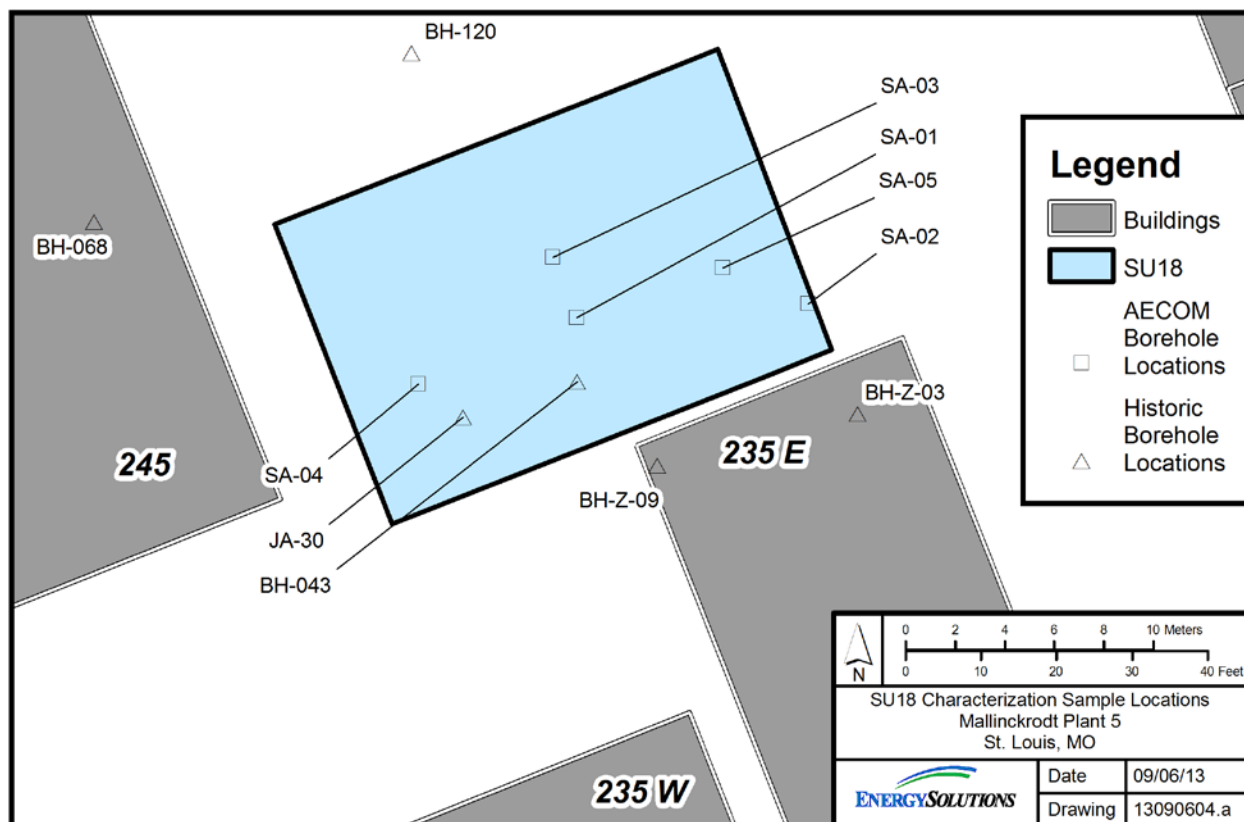 BH-120
SA-03
SA-01
SA-05
SA-02
BH-068
245
SA-04
JA-30
BH-043
BH-Z-09
235 E
BH-Z-03
235 W
Legend
Buildings
SU18
AECOM
Borehole
Locations
Historic
Borehole
Locations
N
0 2 4 6 8 10 Meters
0 10 20 30 40 Feet
SU18 Characterization Sample Locations
Mallinckrodt Plant 5
St. Louis, MO
ENERGYSOLUTIONS
Date 09/06/13
Drawing 13090604.a